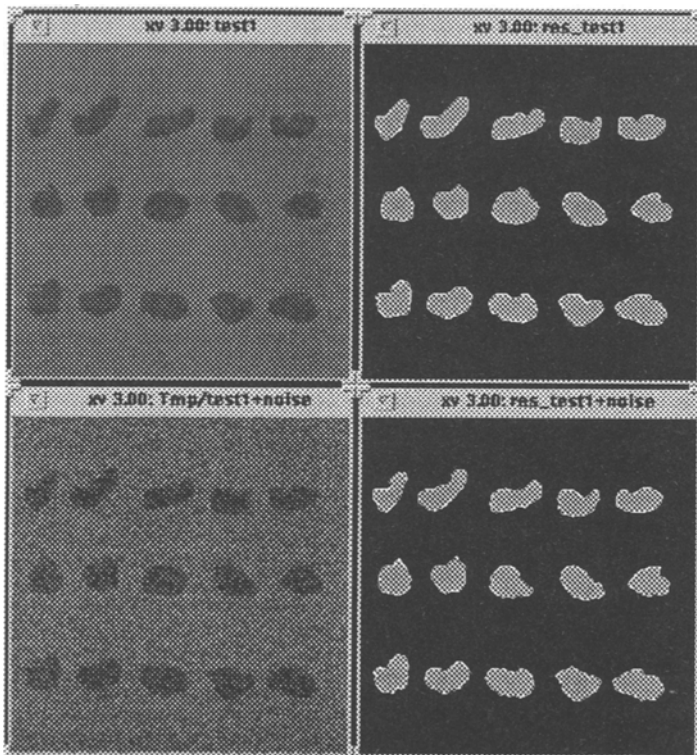 xv 3.00: test1
xv 3.00: res_test1
xv 3.00: Tmp/test1+noise
xv 3.00: res_test1+noise